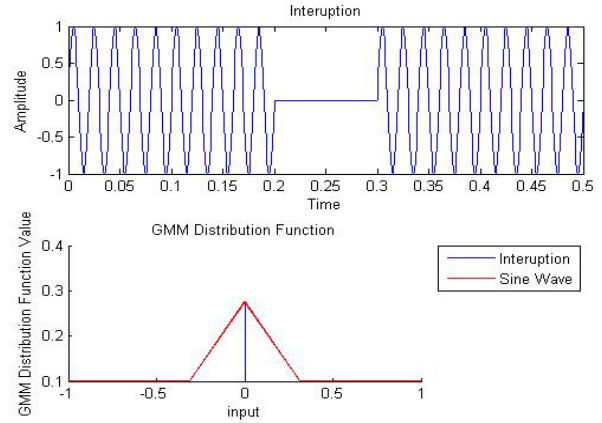 Interuption
1
0.5
0
-0.5
-1
Amplitude
0 0.05 0.1 0.15 0.2 0.25 0.3 0.35 0.4 0.45 0.5
Time
GMM Distribution Function
0.4
0.3
0.2
0.1
GMM Distribution Function Value
-1 -0.5 0 0.5 1
input
Interuption
Sine Wave